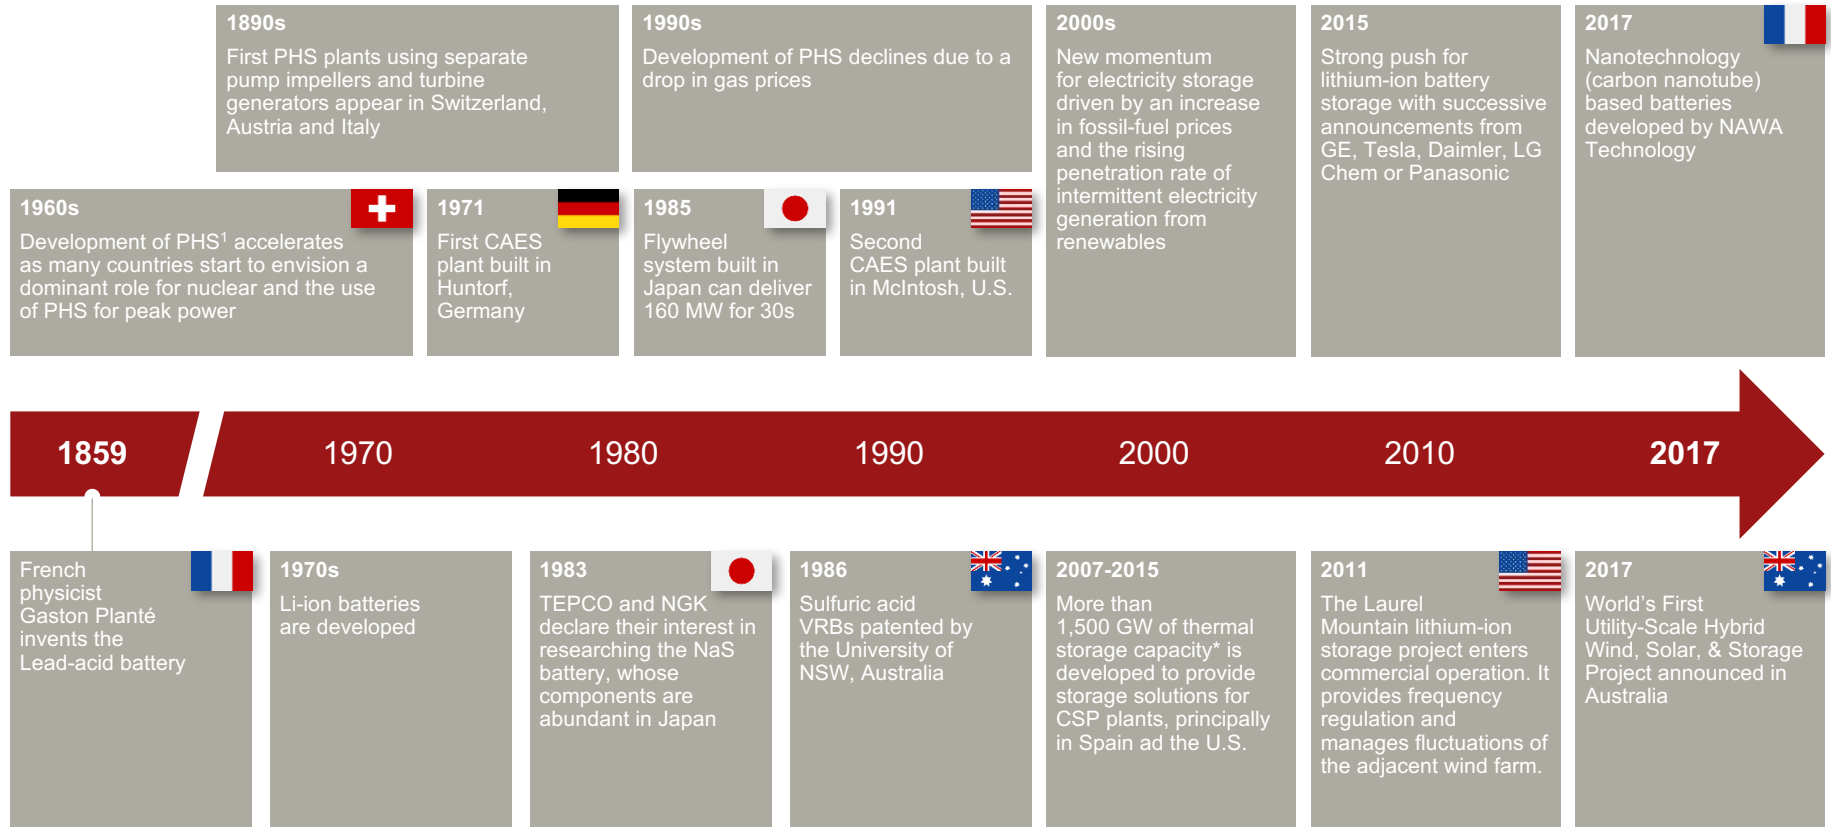 1890s
First PHS plants using separate
pump impellers and turbine
generators appear in Switzerland,
Austria and Italy
1990s
Development of PHS declines due to a
drop in gas prices
2000s
New momentum
for electricity storage
driven by an increase
in fossil-fuel prices
and the rising
penetration rate of
intermittent electricity
generation from
renewables
2015
Strong push for
lithium-ion battery
storage with successive
announcements from
GE, Tesla, Daimler, LG
Chem or Panasonic
2017
Nanotechnology
(carbon nanotube)
based batteries
developed by NAWA
Technology
1960s
Development of PHS¹ accelerates
as many countries start to envision a
dominant role for nuclear and the use
of PHS for peak power
1971
First CAES
plant built in
Huntorf,
Germany
1985
Flywheel
system built in
Japan can deliver
160 MW for 30s
1991
Second
CAES plant built
in McIntosh, U.S.
1859
1970
1980
1990
2000
2010
2017
French
physicist
Gaston Planté
invents the
Lead-acid battery
1970s
Li-ion batteries
are developed
1983
TEPCO and NGK
declare their interest in
researching the NaS
battery, whose
components are
abundant in Japan
1986
Sulfuric acid
VRBs patented by
the University of
NSW, Australia
2007-2015
More than
1,500 GW of thermal
storage capacity* is
developed to provide
storage solutions for
CSP plants, principally
in Spain ad the U.S.
2011
The Laurel
Mountain lithium-ion
storage project enters
commercial operation. It
provides frequency
regulation and
manages fluctuations of
the adjacent wind farm.
2017
World’s First
Utility-Scale Hybrid
Wind, Solar, & Storage
Project announced in
Australia